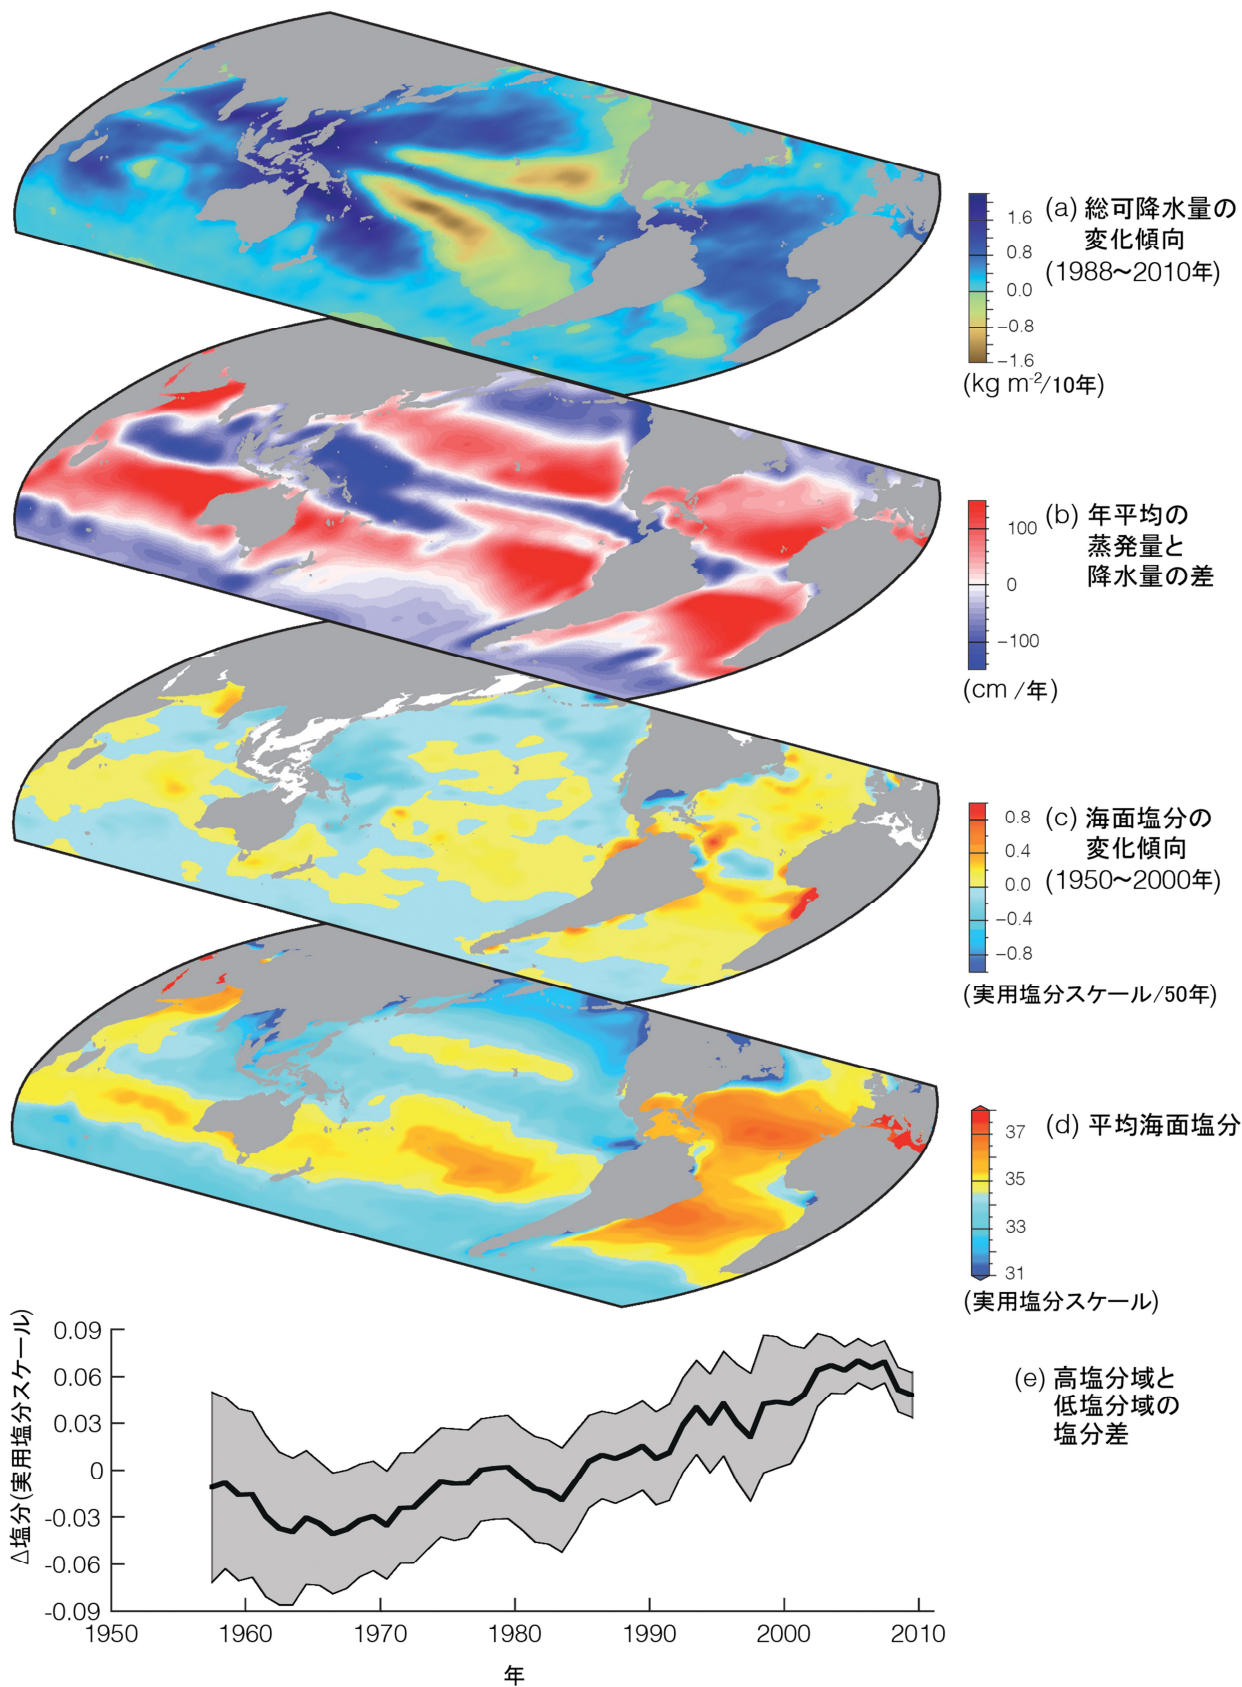 1.6
0.8
0.0
−0.8
−1.6
(kg m-2/10年)
(a) 総可降水量の
変化傾向
(1988～2010年)
100
0
−100
(cm /年)
(b) 年平均の
蒸発量と
降水量の差
0.8
0.4
0.0
−0.4
−0.8
(実用塩分スケール/50年)
(c) 海面塩分の
変化傾向
(1950～2000年)
37
35
33
31
(実用塩分スケール)
(d) 平均海面塩分
(e) 高塩分域と
低塩分域の
塩分差
Δ塩分(実用塩分スケール)
0.09
0.06
0.03
0
-0.03
-0.06
-0.09
1950 1960 1970 1980 1990 2000 2010
年